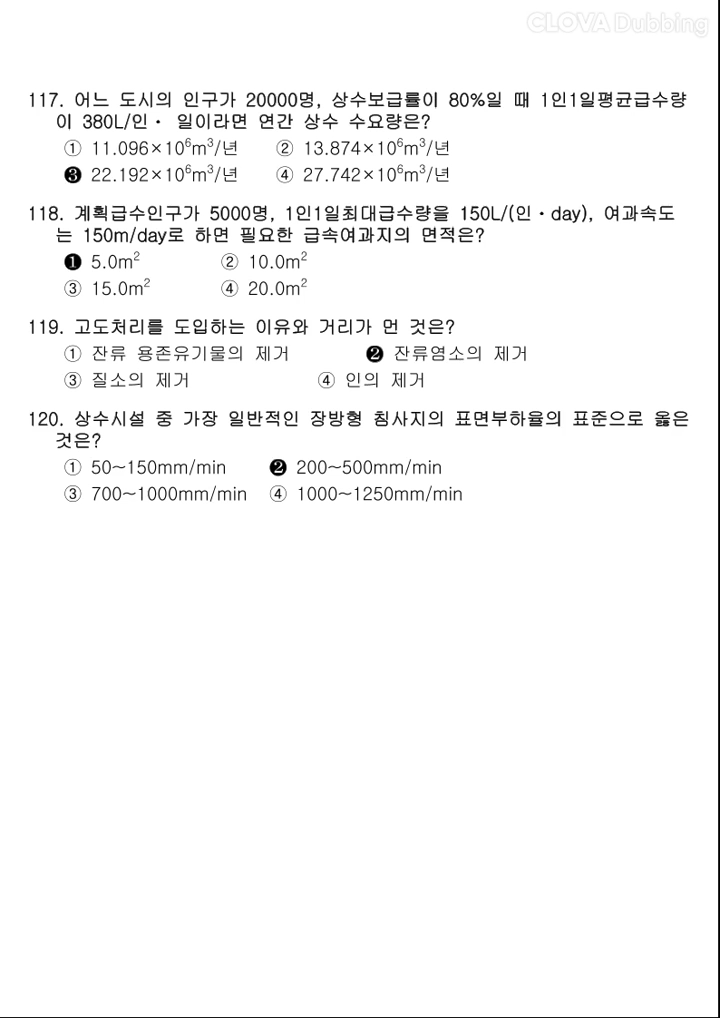 CLOVA Dubbing
117. 어느 도시의 인구가 20000명, 상수보급률이 80%일 때 1인1일평균급수량
이 380L/인· 일이라면 연간 상수 수요량은?
① 11.096×10⁶m³/년 ② 13.874×10⁶m³/년
❸ 22.192×10⁶m³/년 ④ 27.742×10⁶m³/년
118. 계획급수인구가 5000명, 1인1일최대급수량을 150L/(인·day), 여과속도
는 150m/day로 하면 필요한 급속여과지의 면적은?
❶ 5.0m² ② 10.0m²
③ 15.0m² ④ 20.0m²
119. 고도처리를 도입하는 이유와 거리가 먼 것은?
① 잔류 용존유기물의 제거 ❷ 잔류염소의 제거
③ 질소의 제거 ④ 인의 제거
120. 상수시설 중 가장 일반적인 장방형 침사지의 표면부하율의 표준으로 옳은
것은?
① 50~150mm/min ❷ 200~500mm/min
③ 700~1000mm/min ④ 1000~1250mm/min